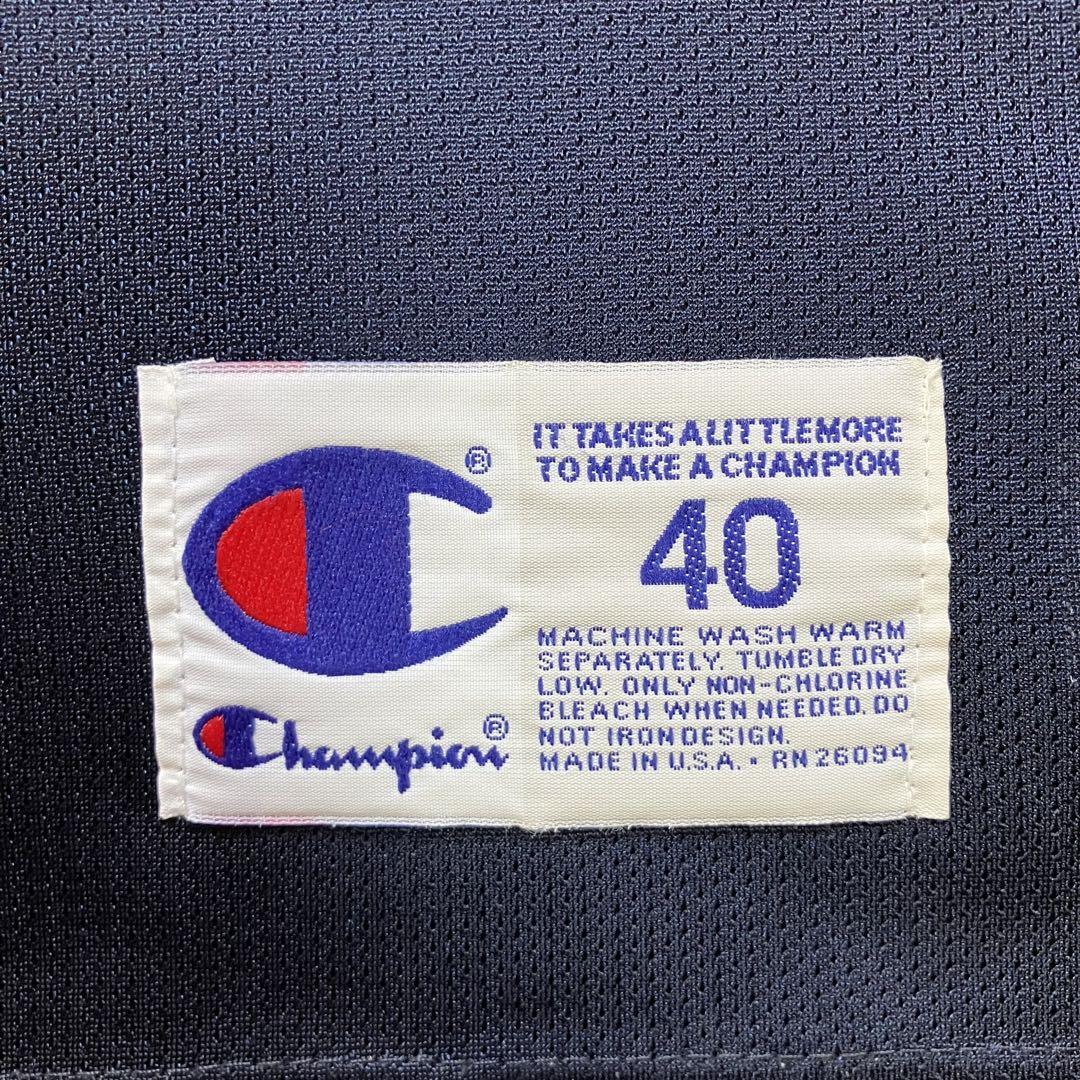 ®
Champion®
IT TAKES A LITTLE MORE
TO MAKE A CHAMPION
40
MACHINE WASH WARM
SEPARATELY. TUMBLE DRY
LOW. ONLY NON-CHLORINE
BLEACH WHEN NEEDED. DO
NOT IRON DESIGN.
MADE IN U.S.A. • RN 26094